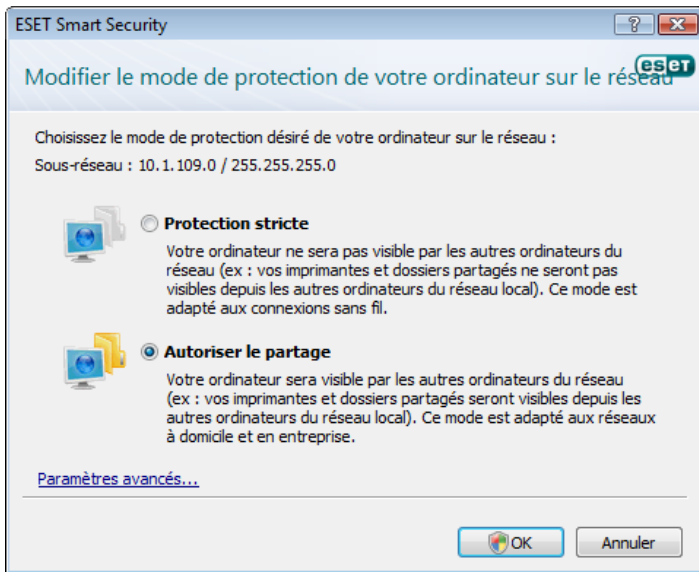 ESET Smart Security
Modifier le mode de protection de votre ordinateur sur le réseau
eseT
Choisissez le mode de protection désiré de votre ordinateur sur le réseau :
Sous-réseau : 10.1.109.0 / 255.255.255.0
Protection stricte
Votre ordinateur ne sera pas visible par les autres ordinateurs du
réseau (ex : vos imprimantes et dossiers partagés ne seront pas
visibles depuis les autres ordinateurs du réseau local). Ce mode est
adapté aux connexions sans fil.
Autoriser le partage
Votre ordinateur sera visible par les autres ordinateurs du réseau
(ex : vos imprimantes et dossiers partagés seront visibles depuis les
autres ordinateurs du réseau local). Ce mode est adapté aux réseaux
à domicile et en entreprise.
Paramètres avancés...
OK
Annuler